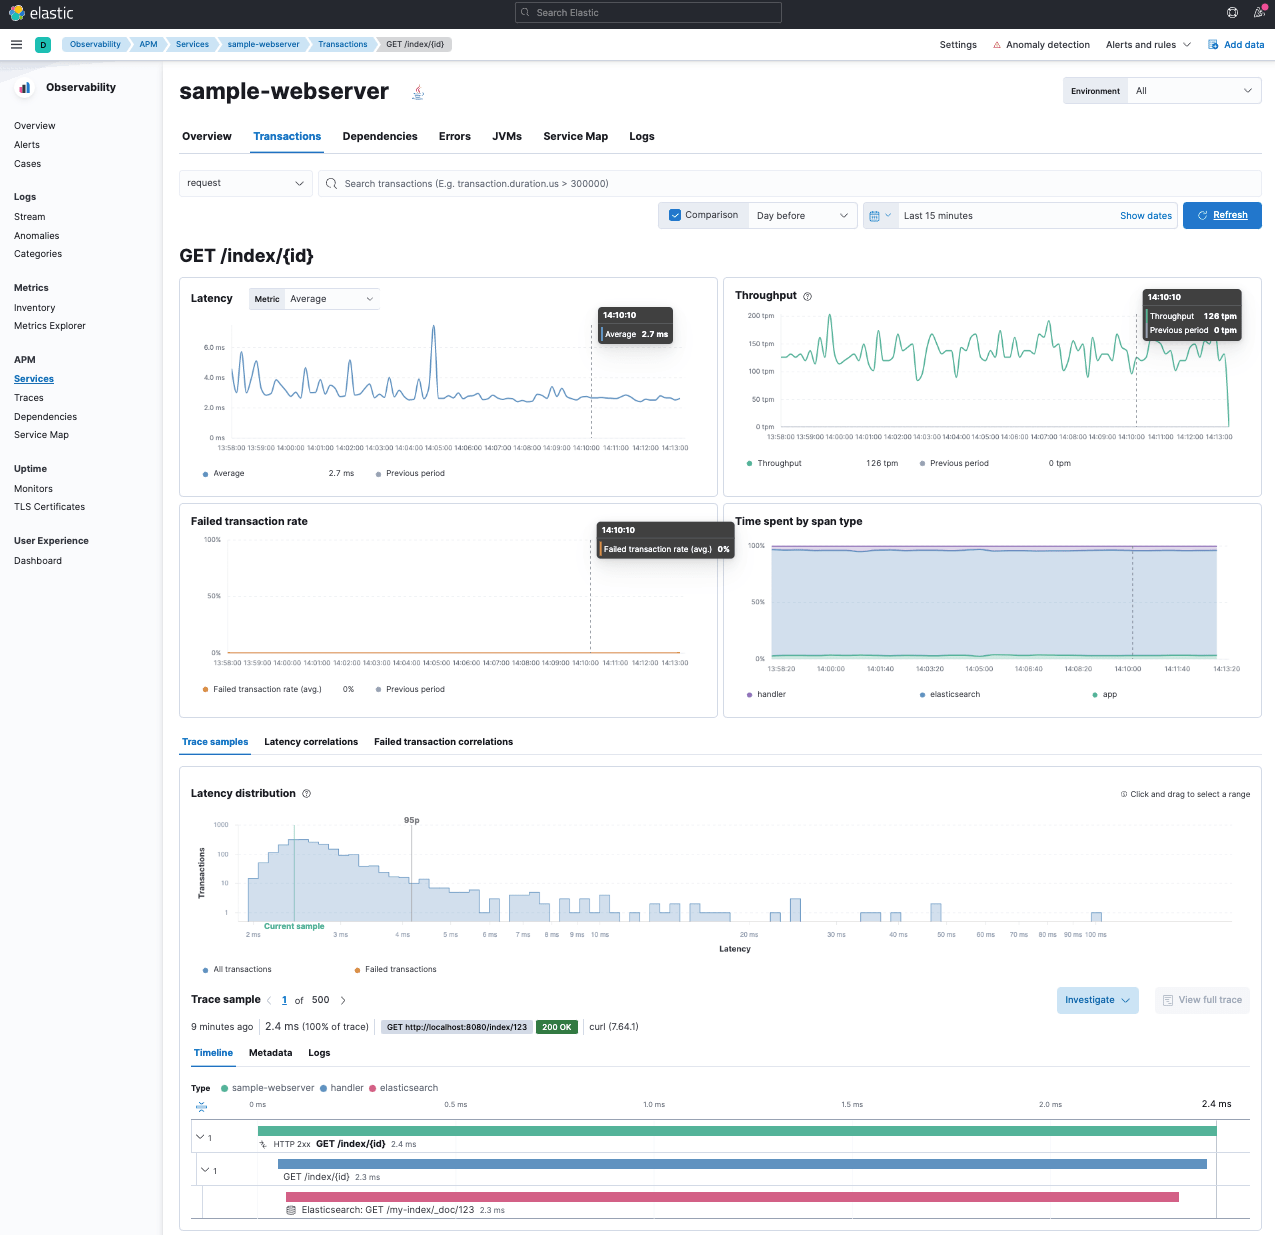 elastic
Search Elastic
D
Observability
APM
Services
sample-webserver
Transactions
GET /index/{id}
Settings
Anomaly detection
Alerts and rules
Add data
Observability
Overview
Alerts
Cases
Logs
Stream
Anomalies
Categories
Metrics
Inventory
Metrics Explorer
APM
Services
Traces
Dependencies
Service Map
Uptime
Monitors
TLS Certificates
User Experience
Dashboard
sample-webserver
Environment All
Overview Transactions Dependencies Errors JVMs Service Map Logs
request
Search transactions (E.g. transaction.duration.us > 300000)
Comparison Day before
Last 15 minutes Show dates
Refresh
GET /index/{id}
Latency Metric Average
14:10:10
Average 2.7 ms
6.0 ms
4.0 ms
2.0 ms
0 ms
13:58:00 13:59:00 14:00:00 14:01:00 14:02:00 14:03:00 14:04:00 14:05:00 14:06:00 14:07:00 14:08:00 14:09:00 14:10:00 14:11:00 14:12:00 14:13:00
Average 2.7 ms Previous period
Throughput
14:10:10
Throughput 126 tpm
Previous period 0 tpm
200 tpm
150 tpm
100 tpm
50 tpm
0 tpm
13:58:00 13:59:00 14:00:00 14:01:00 14:02:00 14:03:00 14:04:00 14:05:00 14:06:00 14:07:00 14:08:00 14:09:00 14:10:00 14:11:00 14:12:00 14:13:00
Throughput 126 tpm Previous period 0 tpm
Failed transaction rate
14:10:10
Failed transaction rate (avg.) 0%
100%
50%
0%
13:58:00 13:59:00 14:00:00 14:01:00 14:02:00 14:03:00 14:04:00 14:05:00 14:06:00 14:07:00 14:08:00 14:09:00 14:10:00 14:11:00 14:12:00 14:13:00
Failed transaction rate (avg.) 0% Previous period
Time spent by span type
100%
50%
0%
13:58:20 14:00:00 14:01:40 14:03:20 14:05:00 14:06:40 14:08:20 14:10:00 14:11:40 14:13:20
handler elasticsearch app
Trace samples Latency correlations Failed transaction correlations
Latency distribution
Click and drag to select a range
95p
1000
100
10
1
Transactions
Current sample
2 ms 3 ms 4 ms 5 ms 6 ms 7 ms 8 ms 9 ms 10 ms 20 ms 30 ms 40 ms 50 ms 60 ms 70 ms 80 ms 90 ms 100 ms
Latency
All transactions Failed transactions
Trace sample 1 of 500
Investigate
View full trace
9 minutes ago 2.4 ms (100% of trace) GET http://localhost:8080/index/123 200 OK curl (7.64.1)
Timeline Metadata Logs
Type sample-webserver handler elasticsearch
0 ms 0.5 ms 1.0 ms 1.5 ms 2.0 ms 2.4 ms
1
HTTP 2xx GET /index/{id} 2.4 ms
1
GET /index/{id} 2.3 ms
Elasticsearch: GET /my-index/_doc/123 2.3 ms